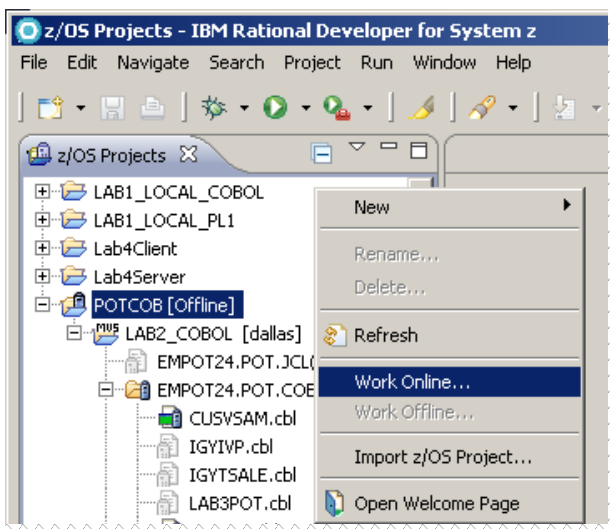 z/OS Projects - IBM Rational Developer for System z
File Edit Navigate Search Project Run Window Help
z/OS Projects
LAB1_LOCAL_COBOL
LAB1_LOCAL_PL1
Lab4Client
Lab4Server
POTCOB [Offline]
MVS LAB2_COBOL [dallas]
EMPOT24.POT.JCL(
EMPOT24.POT.COB
CUSVSAM.cbl
IGYIVP.cbl
IGYTSALE.cbl
LAB3POT.cbl
New
Rename...
Delete...
Refresh
Work Online...
Work Offline...
Import z/OS Project...
Open Welcome Page